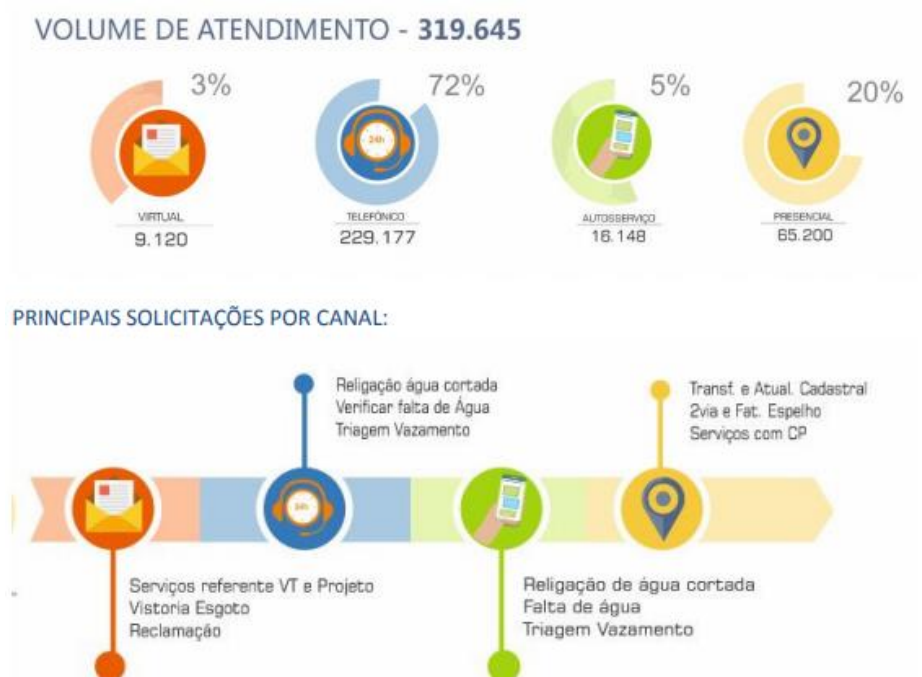 VOLUME DE ATENDIMENTO - 319.645
3%
72%
5%
20%
24h
VIRTUAL
9.120
TELEFÔNICO
229.177
AUTOSSERVIÇO
16.148
PRESENCIAL
65.200
PRINCIPAIS SOLICITAÇÕES POR CANAL:
Religação água cortada
Verificar falta de Água
Triagem Vazamento
Transf. e Atual. Cadastral
2via e Fat. Espelho
Serviços com CP
24h
Serviços referente VT e Projeto
Vistoria Esgoto
Reclamação
Religação de água cortada
Falta de água
Triagem Vazamento